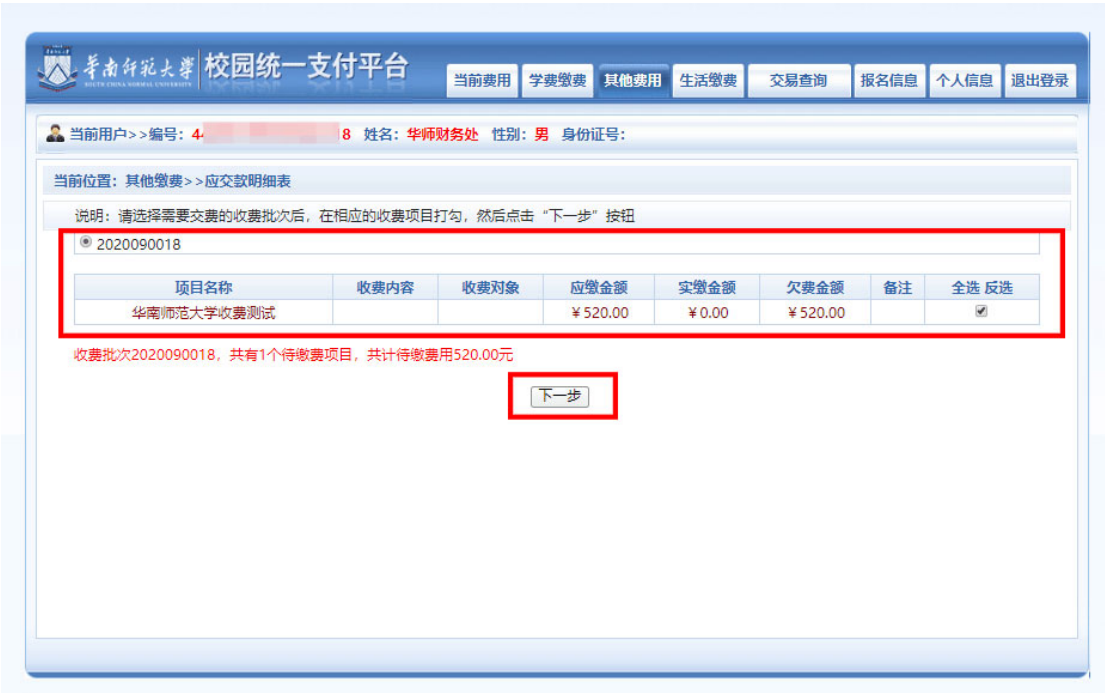 华南师范大学 校园统一支付平台
SOUTH CHINA NORMAL UNIVERSITY
当前费用 学费缴费 其他费用 生活缴费 交易查询 报名信息 个人信息 退出登录
当前用户>>编号：4 8 姓名：华师财务处 性别：男 身份证号：
当前位置：其他缴费>>应交款明细表
说明：请选择需要交费的收费批次后，在相应的收费项目打勾，然后点击“下一步”按钮
2020090018
项目名称 收费内容 收费对象 应缴金额 实缴金额 欠费金额 备注 全选 反选
华南师范大学收费测试 ￥520.00 ￥0.00 ￥520.00
收费批次2020090018，共有1个待缴费项目，共计待缴费用520.00元
下一步